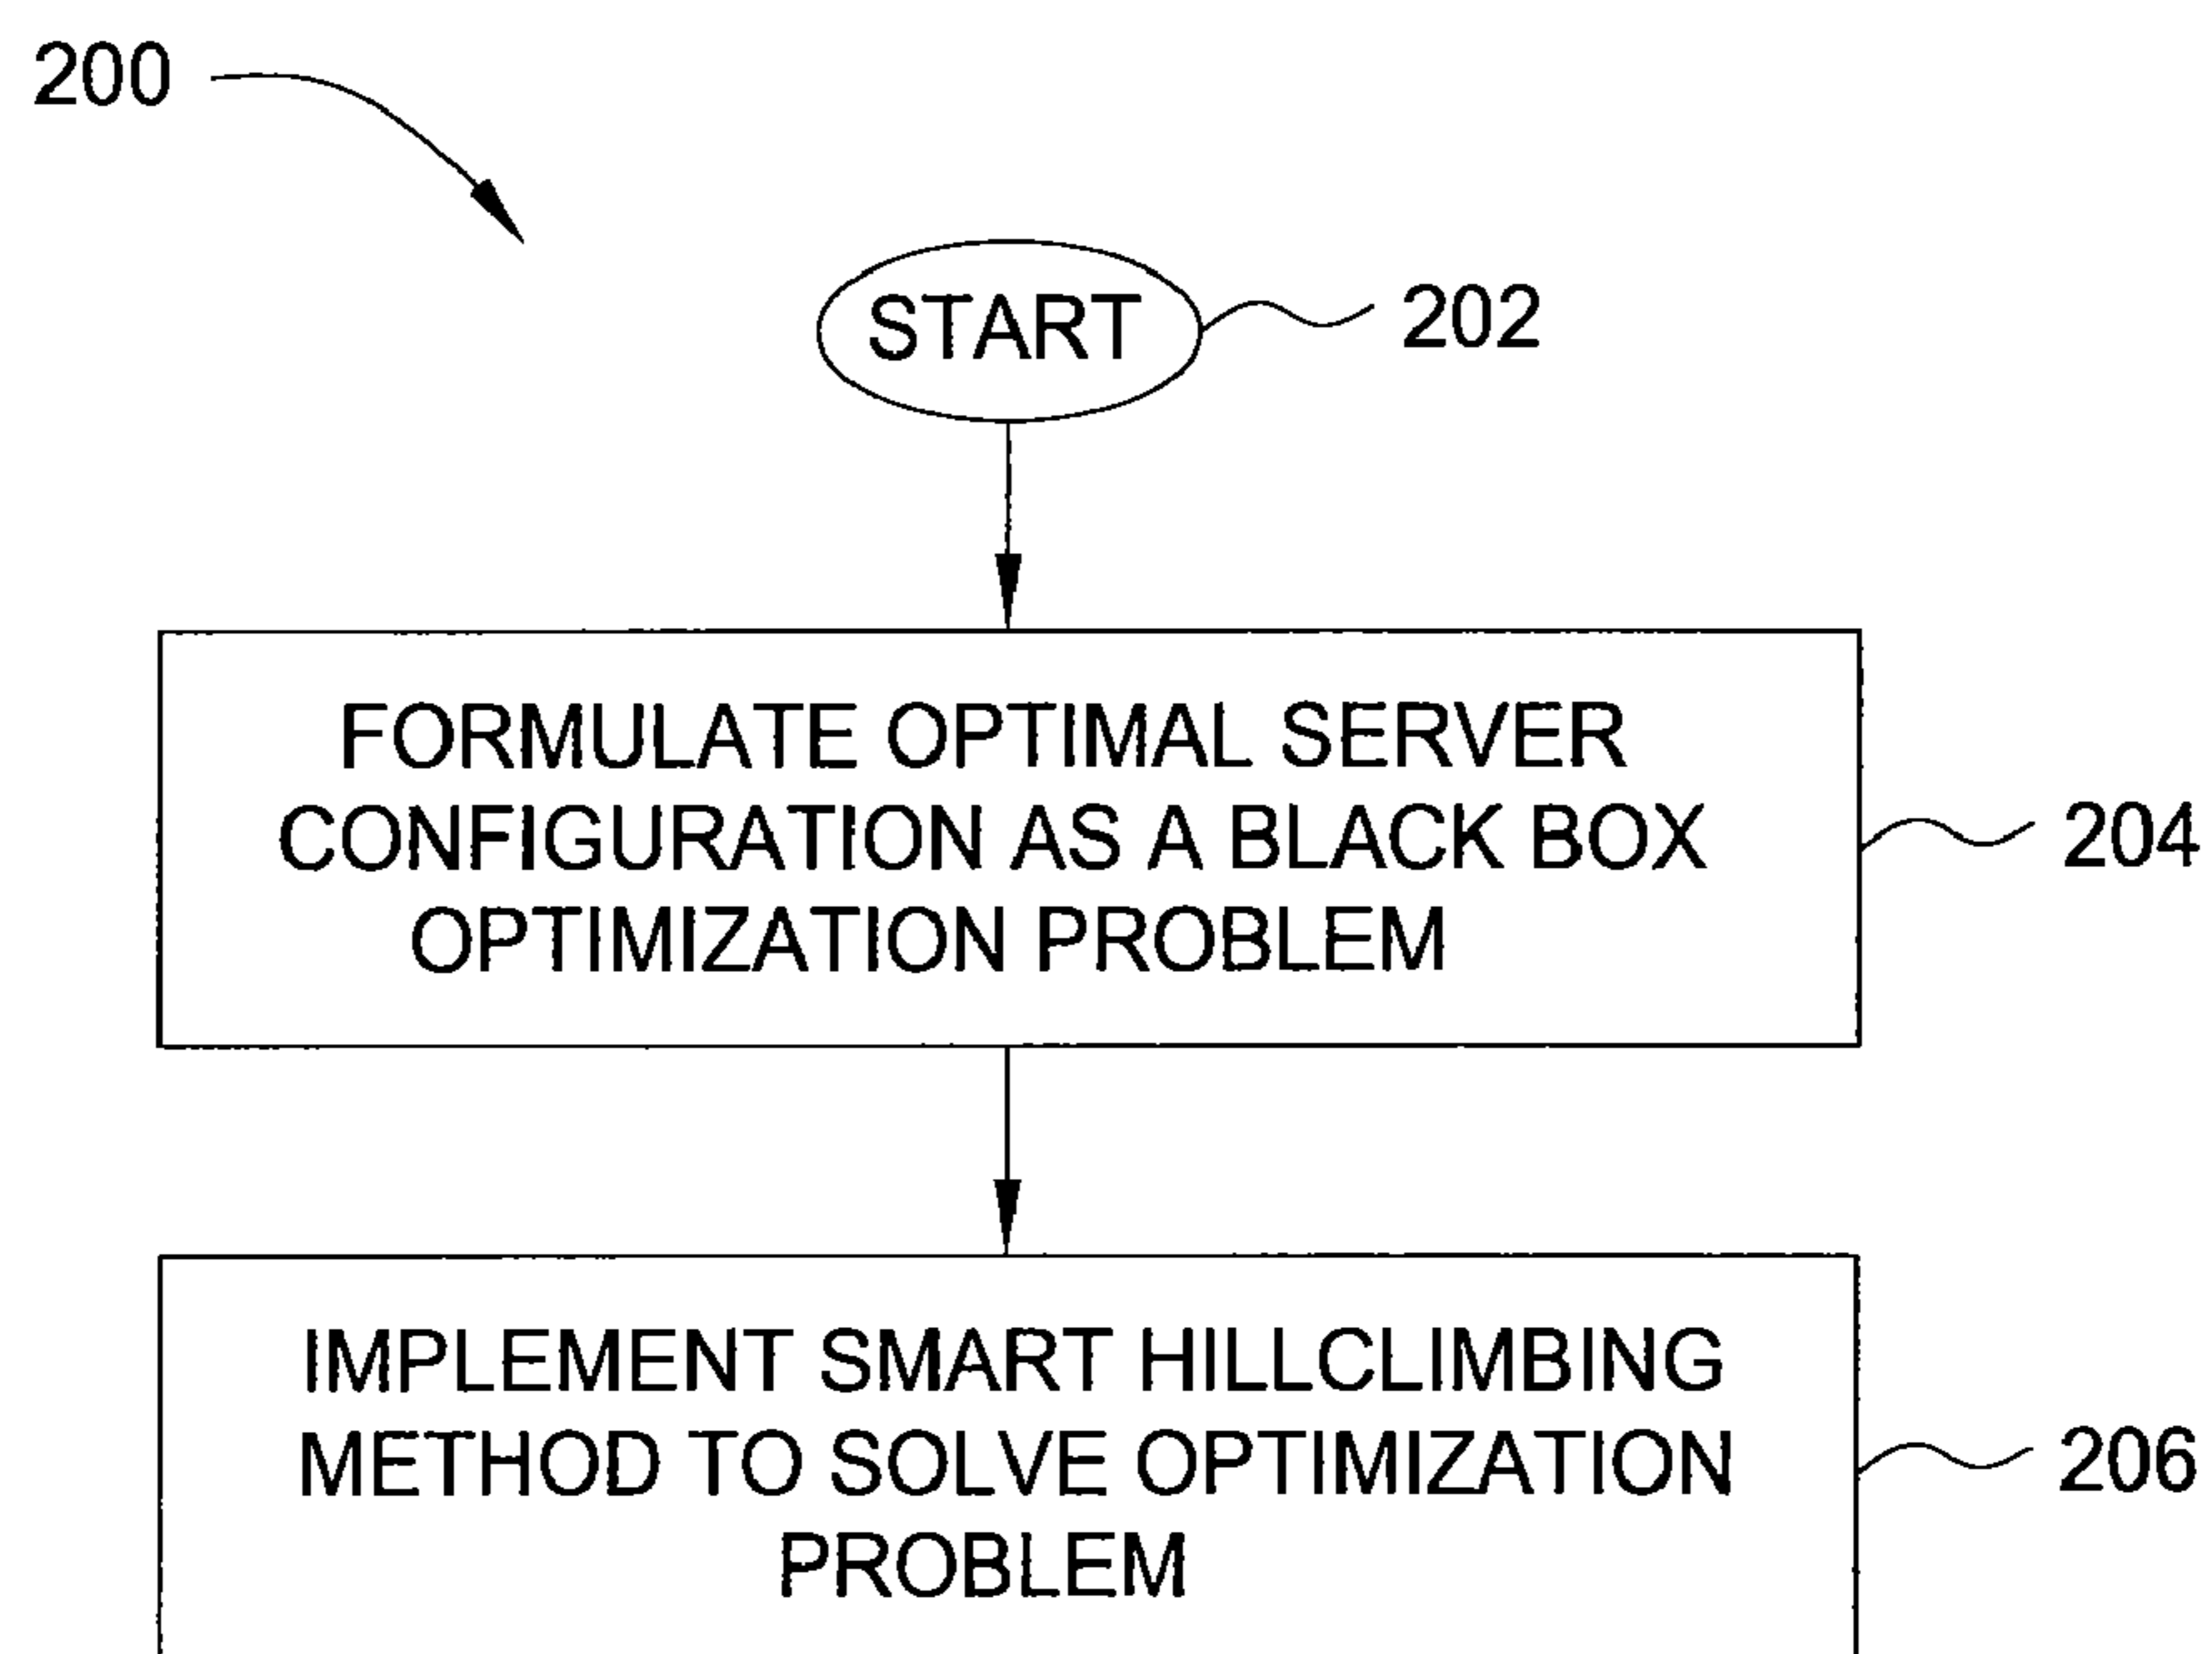 200
START
202
FORMULATE OPTIMAL SERVER
CONFIGURATION AS A BLACK BOX
OPTIMIZATION PROBLEM
204
IMPLEMENT SMART HILLCLIMBING
METHOD TO SOLVE OPTIMIZATION
PROBLEM
206